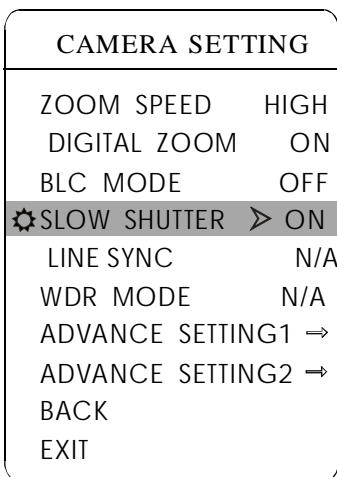 CAMERA SETTING
ZOOM SPEED HIGH
DIGITAL ZOOM ON
BLC MODE OFF
SLOW SHUTTER ON
LINE SYNC N/A
WDR MODE N/A
ADVANCE SETTING1 ⇒
ADVANCE SETTING2 ⇒
BACK
EXIT